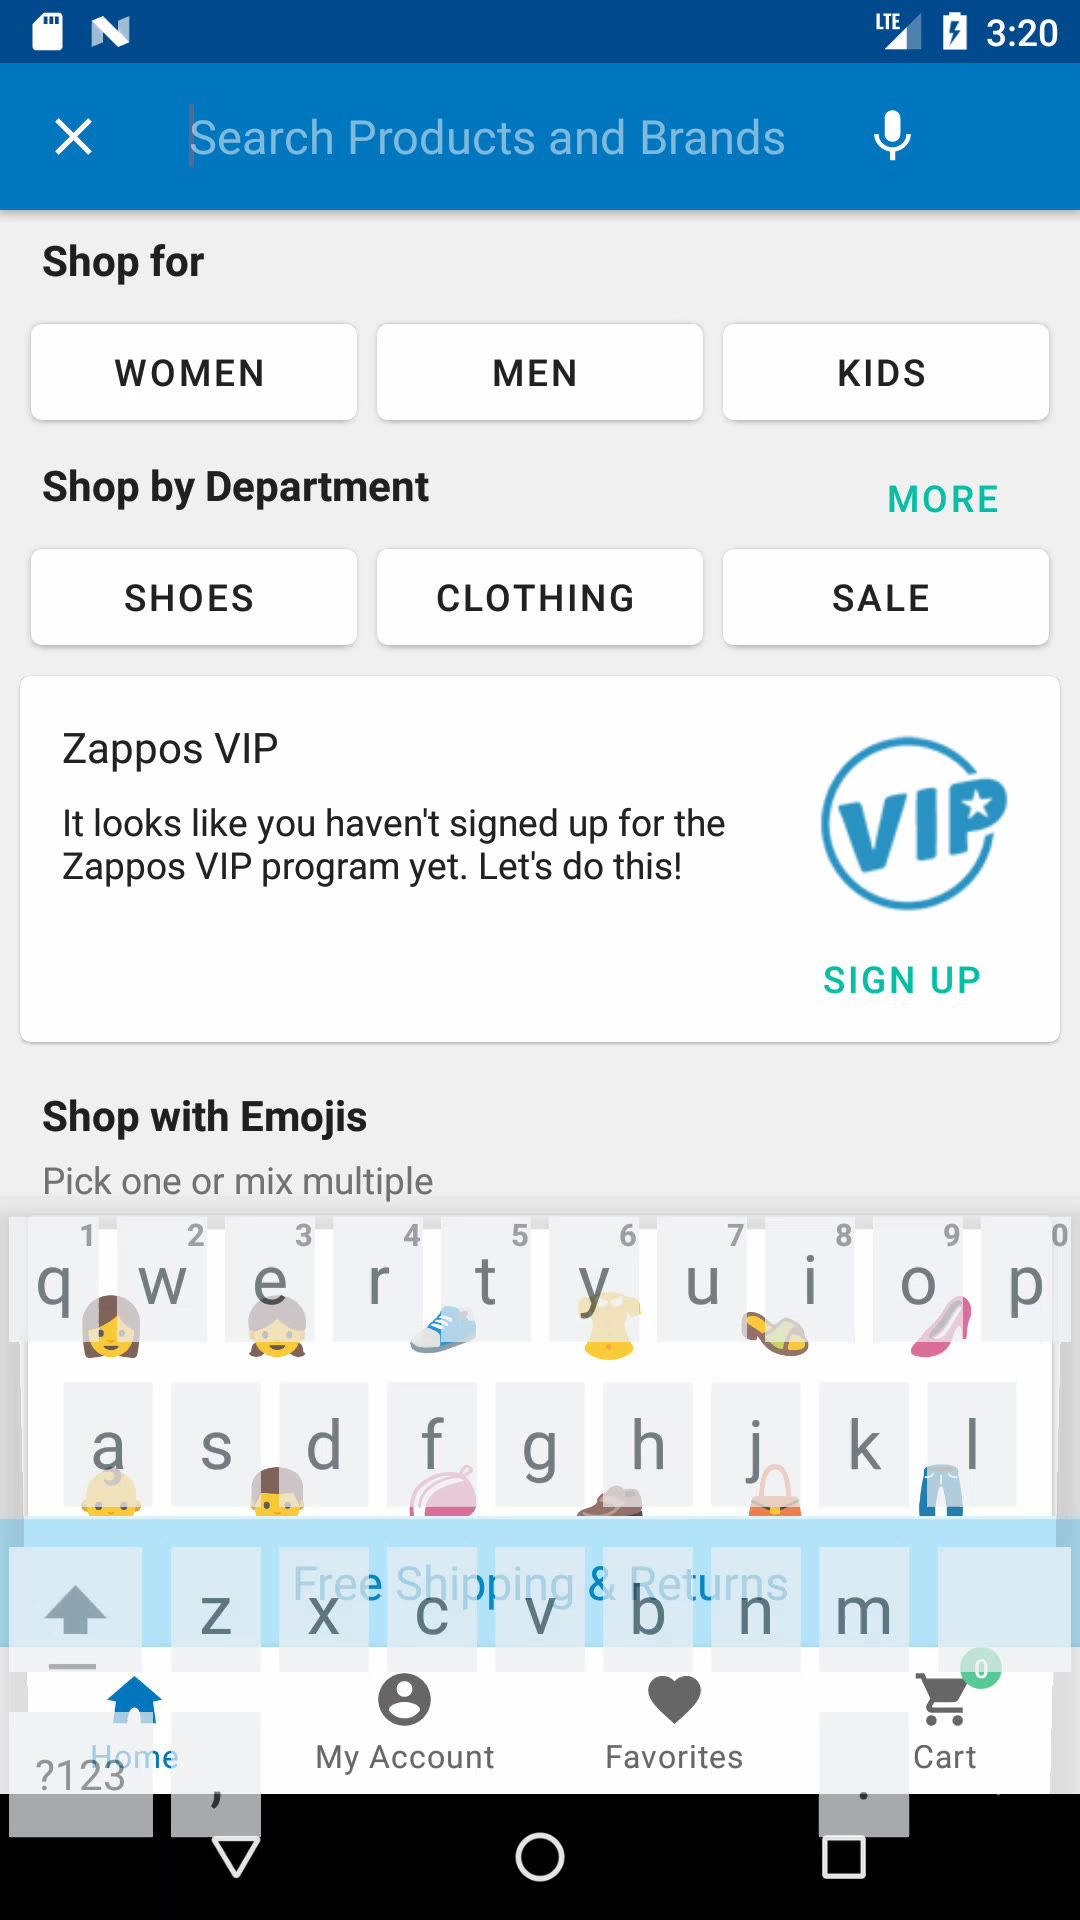 LTE 3:20
Search Products and Brands
Shop for
WOMEN MEN KIDS
Shop by Department
MORE
SHOES CLOTHING SALE
Zappos VIP
It looks like you haven't signed up for the
Zappos VIP program yet. Let's do this!
VIP
SIGN UP
Shop with Emojis
Pick one or mix multiple
1 2 3 4 5 6 7 8 9 0
q w e r t y u i o p
a s d f g h j k l
Free Shipping & Returns
z x c v b n m
0
Home My Account Favorites Cart
?123 , .